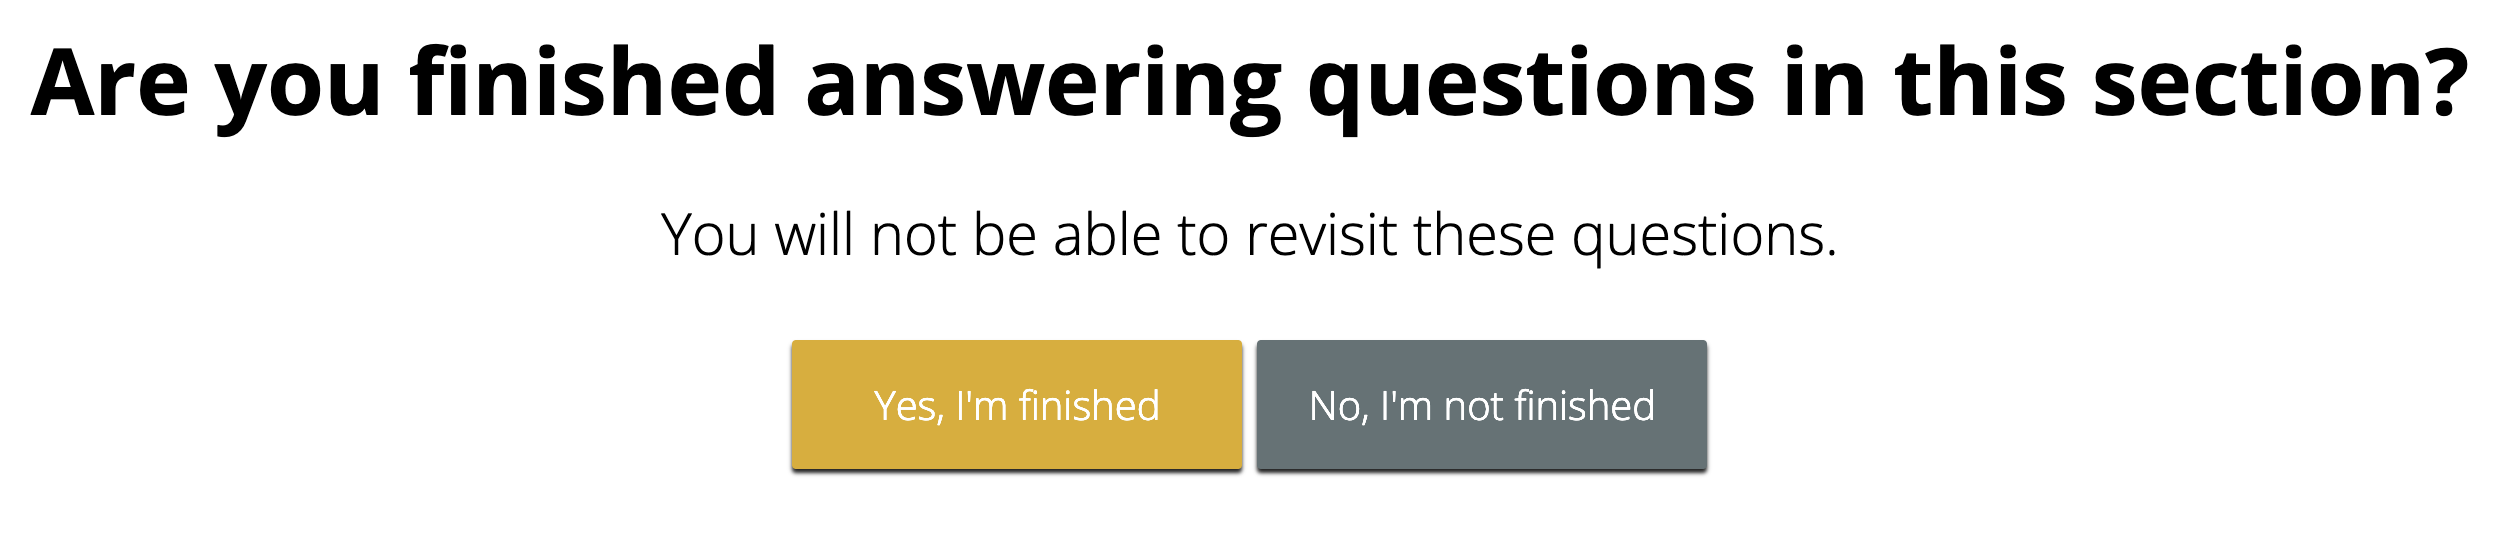 Are you finished answering questions in this section?
You will not be able to revisit these questions.
Yes, I'm finished
No, I'm not finished